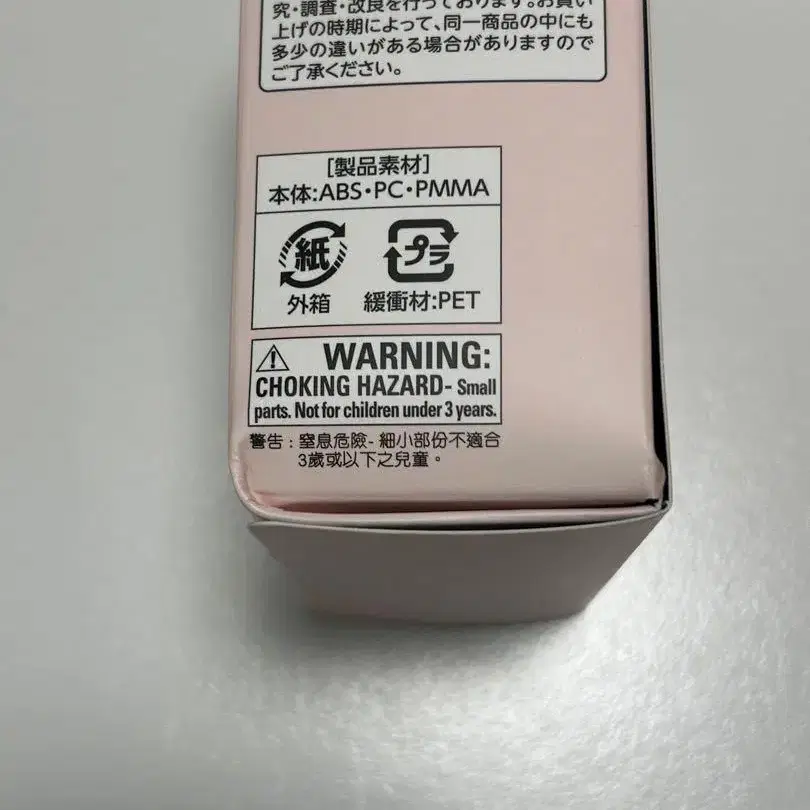 究・調査・改良を行っております。お買い
上げの時期によって、同一商品の中にも
多少の違いがある場合がありますので
ご了承ください。
[製品素材]
本体:ABS・PC・PMMA
紙 プラ
外箱 緩衝材:PET
WARNING:
CHOKING HAZARD- Small
parts. Not for children under 3 years.
警告：窒息危險- 細小部份不適合
3歲或以下之兒童。